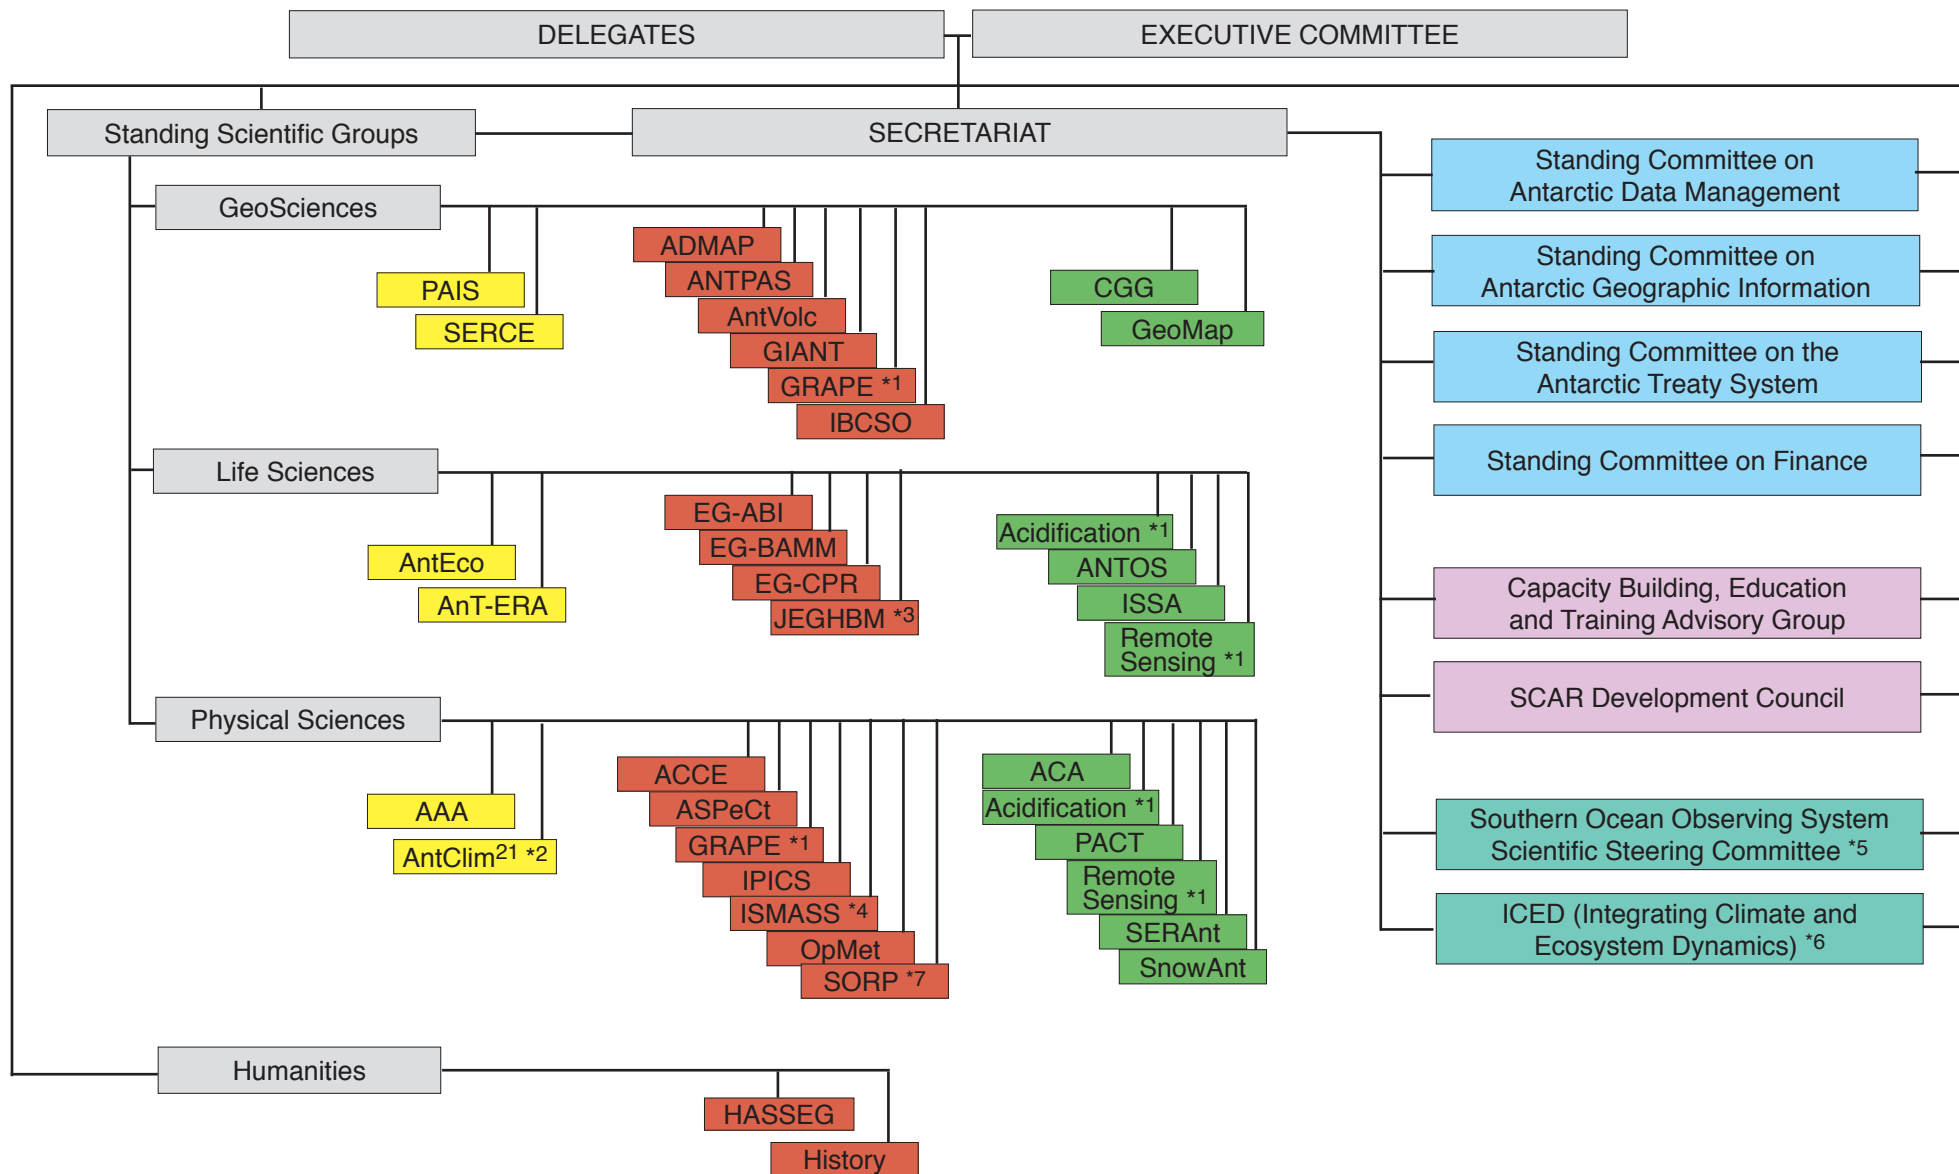 DELEGATES
EXECUTIVE COMMITTEE
Standing Scientific Groups
SECRETARIAT
GeoSciences
PAIS
SERCE
ADMAP
ANTPAS
AntVolc
GIANT
GRAPE *1
IBCSO
CGG
GeoMap
Life Sciences
AntEco
AnT-ERA
EG-ABI
EG-BAMM
EG-CPR
JEGHBM *3
Acidification *1
ANTOS
ISSA
Remote
Sensing *1
Physical Sciences
AAA
AntClim21 *2
ACCE
ASPeCt
GRAPE *1
IPICS
ISMASS *4
OpMet
SORP *7
ACA
Acidification *1
PACT
Remote
Sensing *1
SERAnt
SnowAnt
Humanities
HASSEG
History
Standing Committee on
Antarctic Data Management
Standing Committee on
Antarctic Geographic Information
Standing Committee on the
Antarctic Treaty System
Standing Committee on Finance
Capacity Building, Education
and Training Advisory Group
SCAR Development Council
Southern Ocean Observing System
Scientific Steering Committee *5
ICED (Integrating Climate and
Ecosystem Dynamics) *6